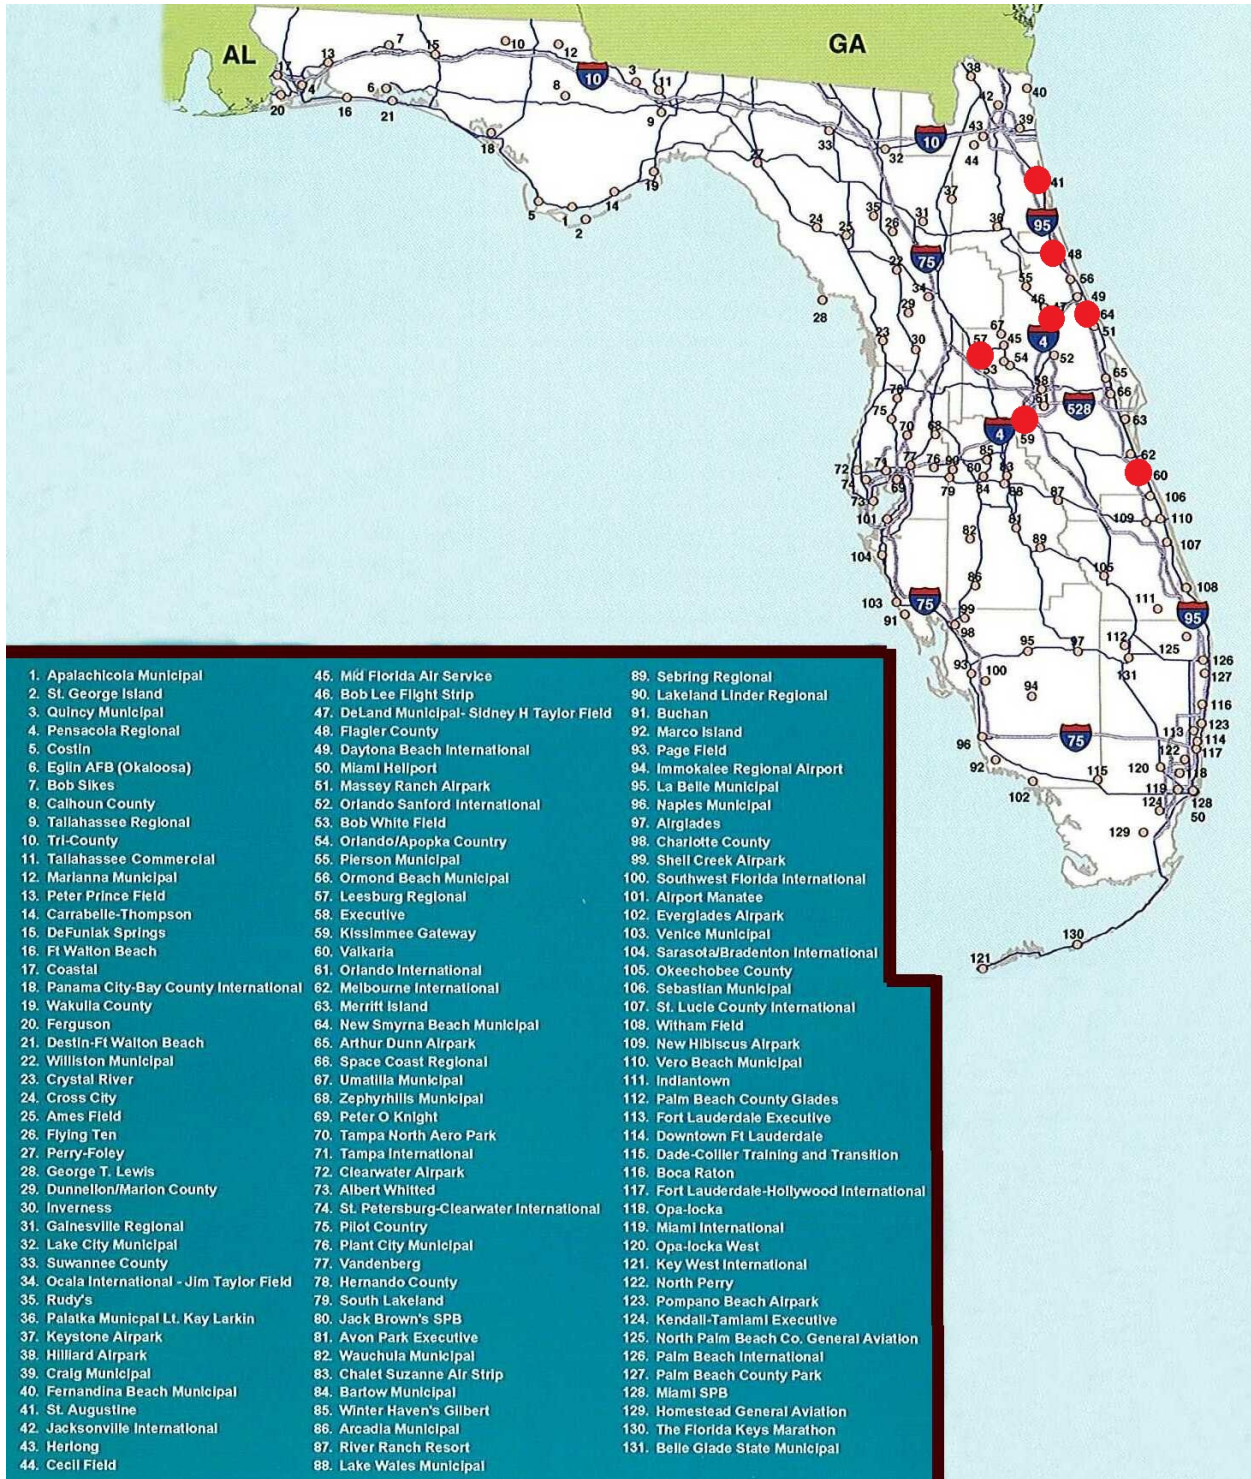 AL
GA
10
10
95
75
4
4
528
75
95
75
1. Apalachicola Municipal
2. St. George Island
3. Quincy Municipal
4. Pensacola Regional
5. Costin
6. Eglin AFB (Okaloosa)
7. Bob Sikes
8. Calhoun County
9. Tallahassee Regional
10. Tri-County
11. Tallahassee Commercial
12. Marianna Municipal
13. Peter Prince Field
14. Carrabelle-Thompson
15. DeFuniak Springs
16. Ft Walton Beach
17. Coastal
18. Panama City-Bay County International
19. Wakulla County
20. Ferguson
21. Destin-Ft Walton Beach
22. Williston Municipal
23. Crystal River
24. Cross City
25. Ames Field
26. Flying Ten
27. Perry-Foley
28. George T. Lewis
29. Dunnellon/Marion County
30. Inverness
31. Gainesville Regional
32. Lake City Municipal
33. Suwannee County
34. Ocala International - Jim Taylor Field
35. Rudy's
36. Palatka Municpal Lt. Kay Larkin
37. Keystone Airpark
38. Hilliard Airpark
39. Craig Municipal
40. Fernandina Beach Municipal
41. St. Augustine
42. Jacksonville International
43. Herlong
44. Cecil Field
45. Mid Florida Air Service
46. Bob Lee Flight Strip
47. DeLand Municipal- Sidney H Taylor Field
48. Flagler County
49. Daytona Beach International
50. Miami Heliport
51. Massey Ranch Airpark
52. Orlando Sanford International
53. Bob White Field
54. Orlando/Apopka Country
55. Pierson Municipal
56. Ormond Beach Municipal
57. Leesburg Regional
58. Executive
59. Kissimmee Gateway
60. Valkaria
61. Orlando International
62. Melbourne International
63. Merritt Island
64. New Smyrna Beach Municipal
65. Arthur Dunn Airpark
66. Space Coast Regional
67. Umatilla Municipal
68. Zephyrhills Municipal
69. Peter O Knight
70. Tampa North Aero Park
71. Tampa International
72. Clearwater Airpark
73. Albert Whitted
74. St. Petersburg-Clearwater International
75. Pilot Country
76. Plant City Municipal
77. Vandenberg
78. Hernando County
79. South Lakeland
80. Jack Brown's SPB
81. Avon Park Executive
82. Wauchula Municipal
83. Chalet Suzanne Air Strip
84. Bartow Municipal
85. Winter Haven's Gilbert
86. Arcadia Municipal
87. River Ranch Resort
88. Lake Wales Municipal
89. Sebring Regional
90. Lakeland Linder Regional
91. Buchan
92. Marco Island
93. Page Field
94. Immokalee Regional Airport
95. La Belle Municipal
96. Naples Municipal
97. Airglades
98. Charlotte County
99. Shell Creek Airpark
100. Southwest Florida International
101. Airport Manatee
102. Everglades Airpark
103. Venice Municipal
104. Sarasota/Bradenton International
105. Okeechobee County
106. Sebastian Municipal
107. St. Lucie County International
108. Witham Field
109. New Hibiscus Airpark
110. Vero Beach Municipal
111. Indiantown
112. Palm Beach County Glades
113. Fort Lauderdale Executive
114. Downtown Ft Lauderdale
115. Dade-Collier Training and Transition
116. Boca Raton
117. Fort Lauderdale-Hollywood International
118. Opa-locka
119. Miami International
120. Opa-locka West
121. Key West International
122. North Perry
123. Pompano Beach Airpark
124. Kendall-Tamiami Executive
125. North Palm Beach Co. General Aviation
126. Palm Beach International
127. Palm Beach County Park
128. Miami SPB
129. Homestead General Aviation
130. The Florida Keys Marathon
131. Belle Glade State Municipal